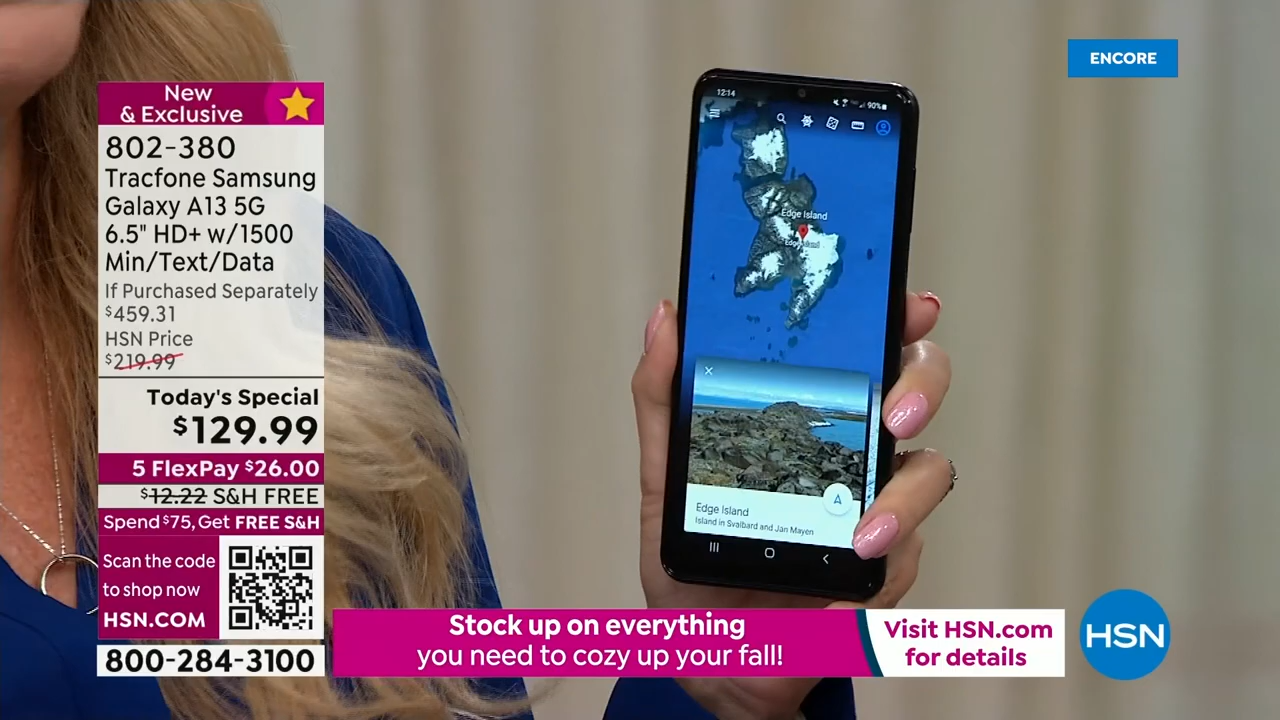 ENCORE
New
& Exclusive
802-380
Tracfone Samsung
Galaxy A13 5G
6.5" HD+ w/1500
Min/Text/Data
If Purchased Separately
$459.31
HSN Price
$219.99
Today's Special
$129.99
5 FlexPay $26.00
$12.22 S&H FREE
Spend $75, Get FREE S&H
Scan the code
to shop now
HSN.COM
800-284-3100
12:14
90%
Edge Island
Edge Island
Island in Svalbard and Jan Mayen
Stock up on everything
you need to cozy up your fall!
Visit HSN.com
for details
HSN